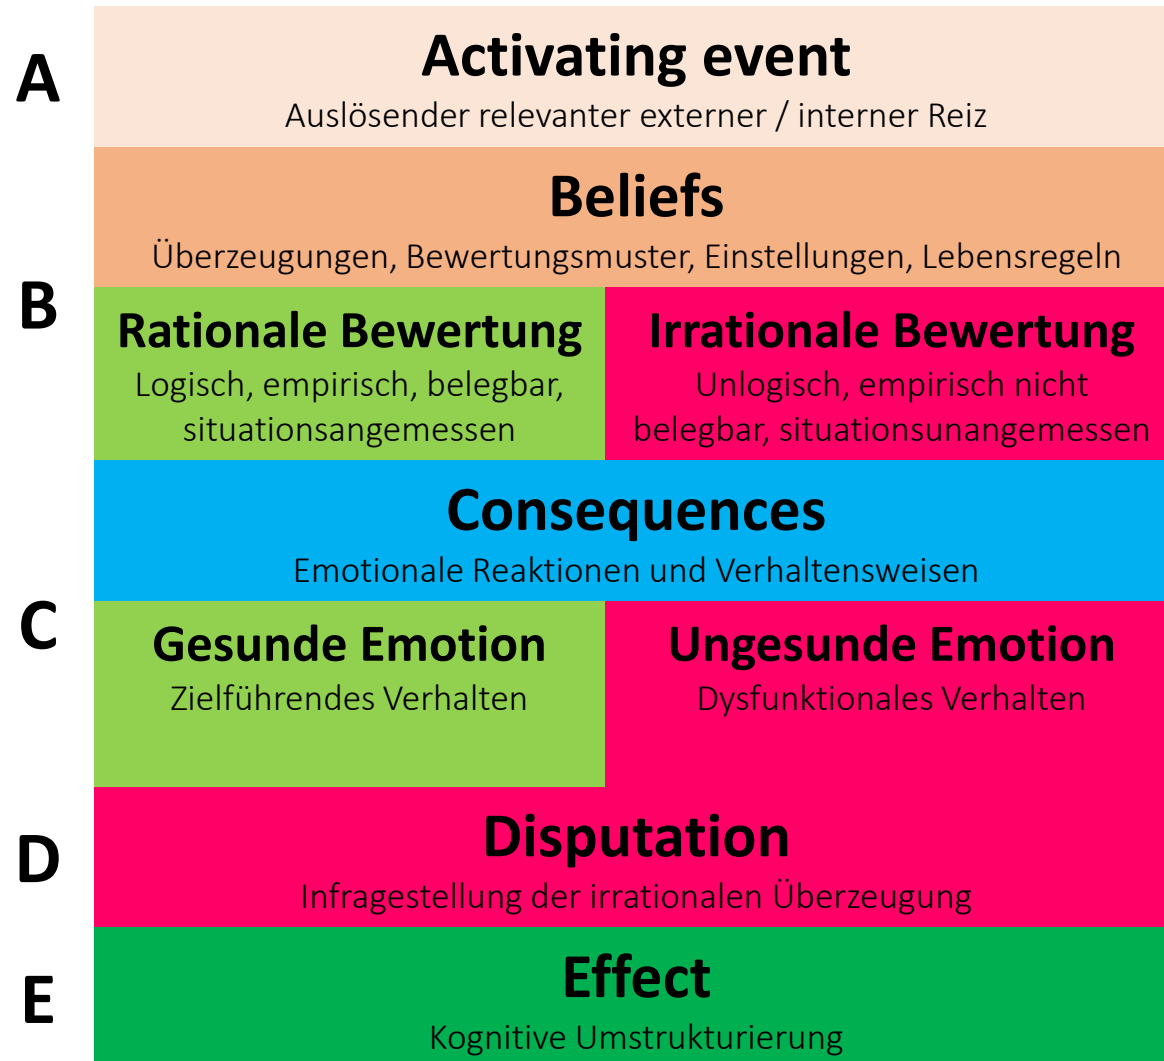 A
Activating event
Auslösender relevanter externer / interner Reiz
B
Beliefs
Überzeugungen, Bewertungsmuster, Einstellungen, Lebensregeln
Rationale Bewertung
Logisch, empirisch, belegbar,
situationsangemessen
Irrationale Bewertung
Unlogisch, empirisch nicht
belegbar, situationsunangemessen
C
Consequences
Emotionale Reaktionen und Verhaltensweisen
Gesunde Emotion
Zielführendes Verhalten
Ungesunde Emotion
Dysfunktionales Verhalten
D
Disputation
Infragestellung der irrationalen Überzeugung
E
Effect
Kognitive Umstrukturierung